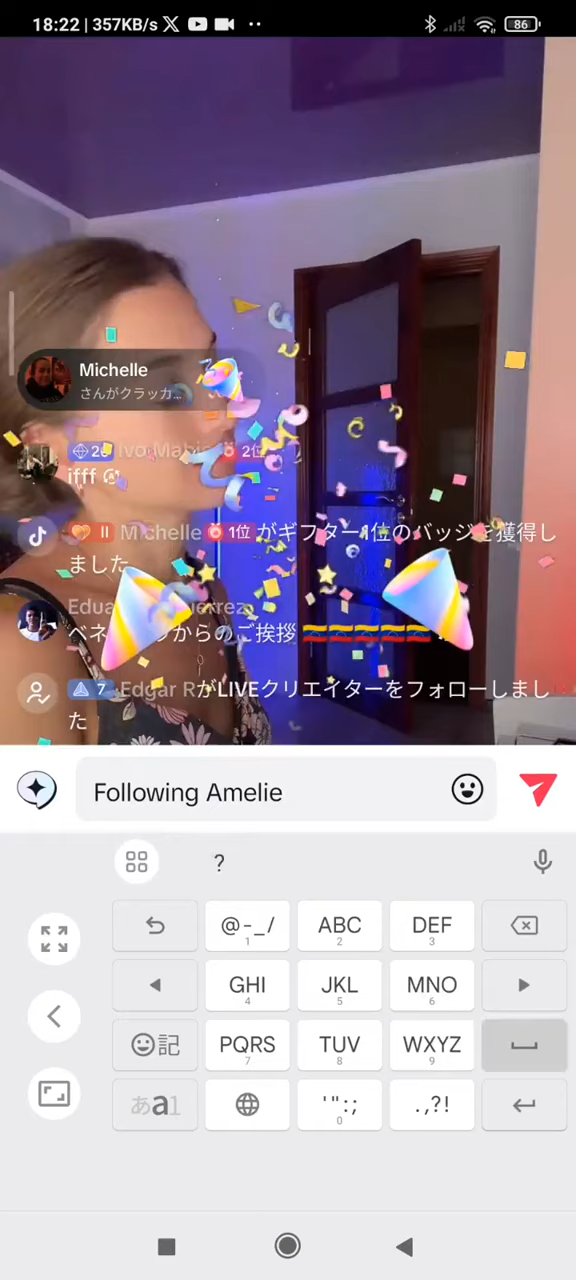 18:22 | 357KB/s
86
Michelle
さんがクラッカ...
Ivo
2位
ifff
II Michelle 1位 がギフター1位のバッジを獲得し
ました
からのご挨拶
7 Edgar R がLIVEクリエイターをフォローしまし
た
Following Amelie
?
@-_/
1
ABC
2
DEF
3
GHI
4
JKL
5
MNO
6
記
PQRS
7
TUV
8
WXYZ
9
あa1
'":;
0
.,?!